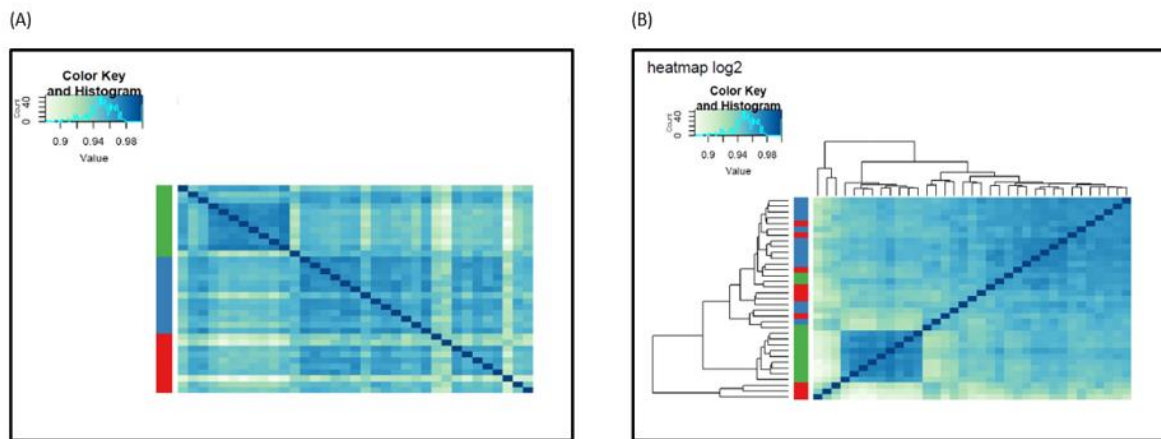 (A)
Color Key
and Histogram
Count
0 40
0.9 0.94 0.98
Value
(B)
heatmap log2
Color Key
and Histogram
Count
0 40
0.9 0.94 0.98
Value